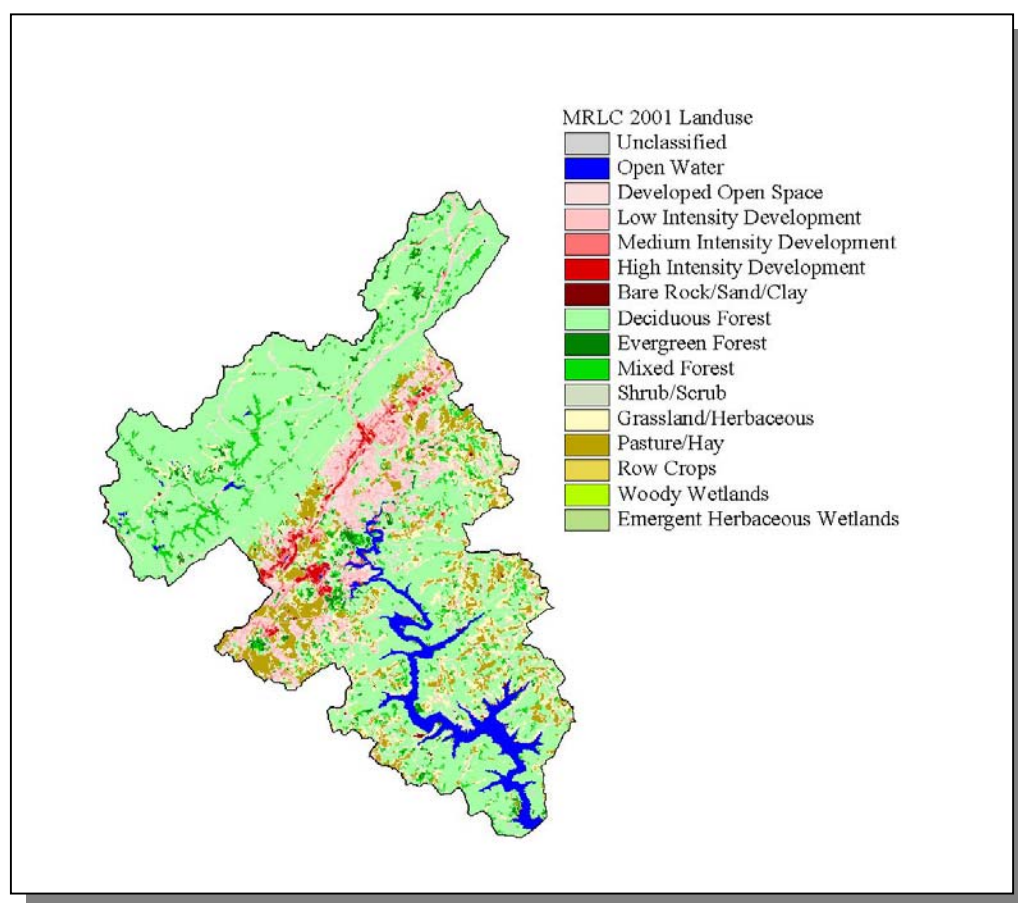 MRLC 2001 Landuse
Unclassified
Open Water
Developed Open Space
Low Intensity Development
Medium Intensity Development
High Intensity Development
Bare Rock/Sand/Clay
Deciduous Forest
Evergreen Forest
Mixed Forest
Shrub/Scrub
Grassland/Herbaceous
Pasture/Hay
Row Crops
Woody Wetlands
Emergent Herbaceous Wetlands